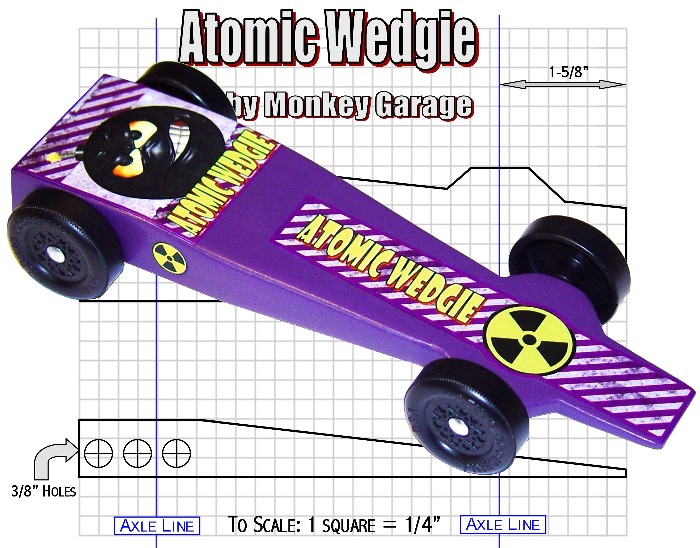 Atomic Wedgie
1-5/8"
by Monkey Garage
ATOMIC WEDGIE
ATOMIC WEDGIE
3/8" HOLES
AXLE LINE
TO SCALE: 1 SQUARE = 1/4"
AXLE LINE